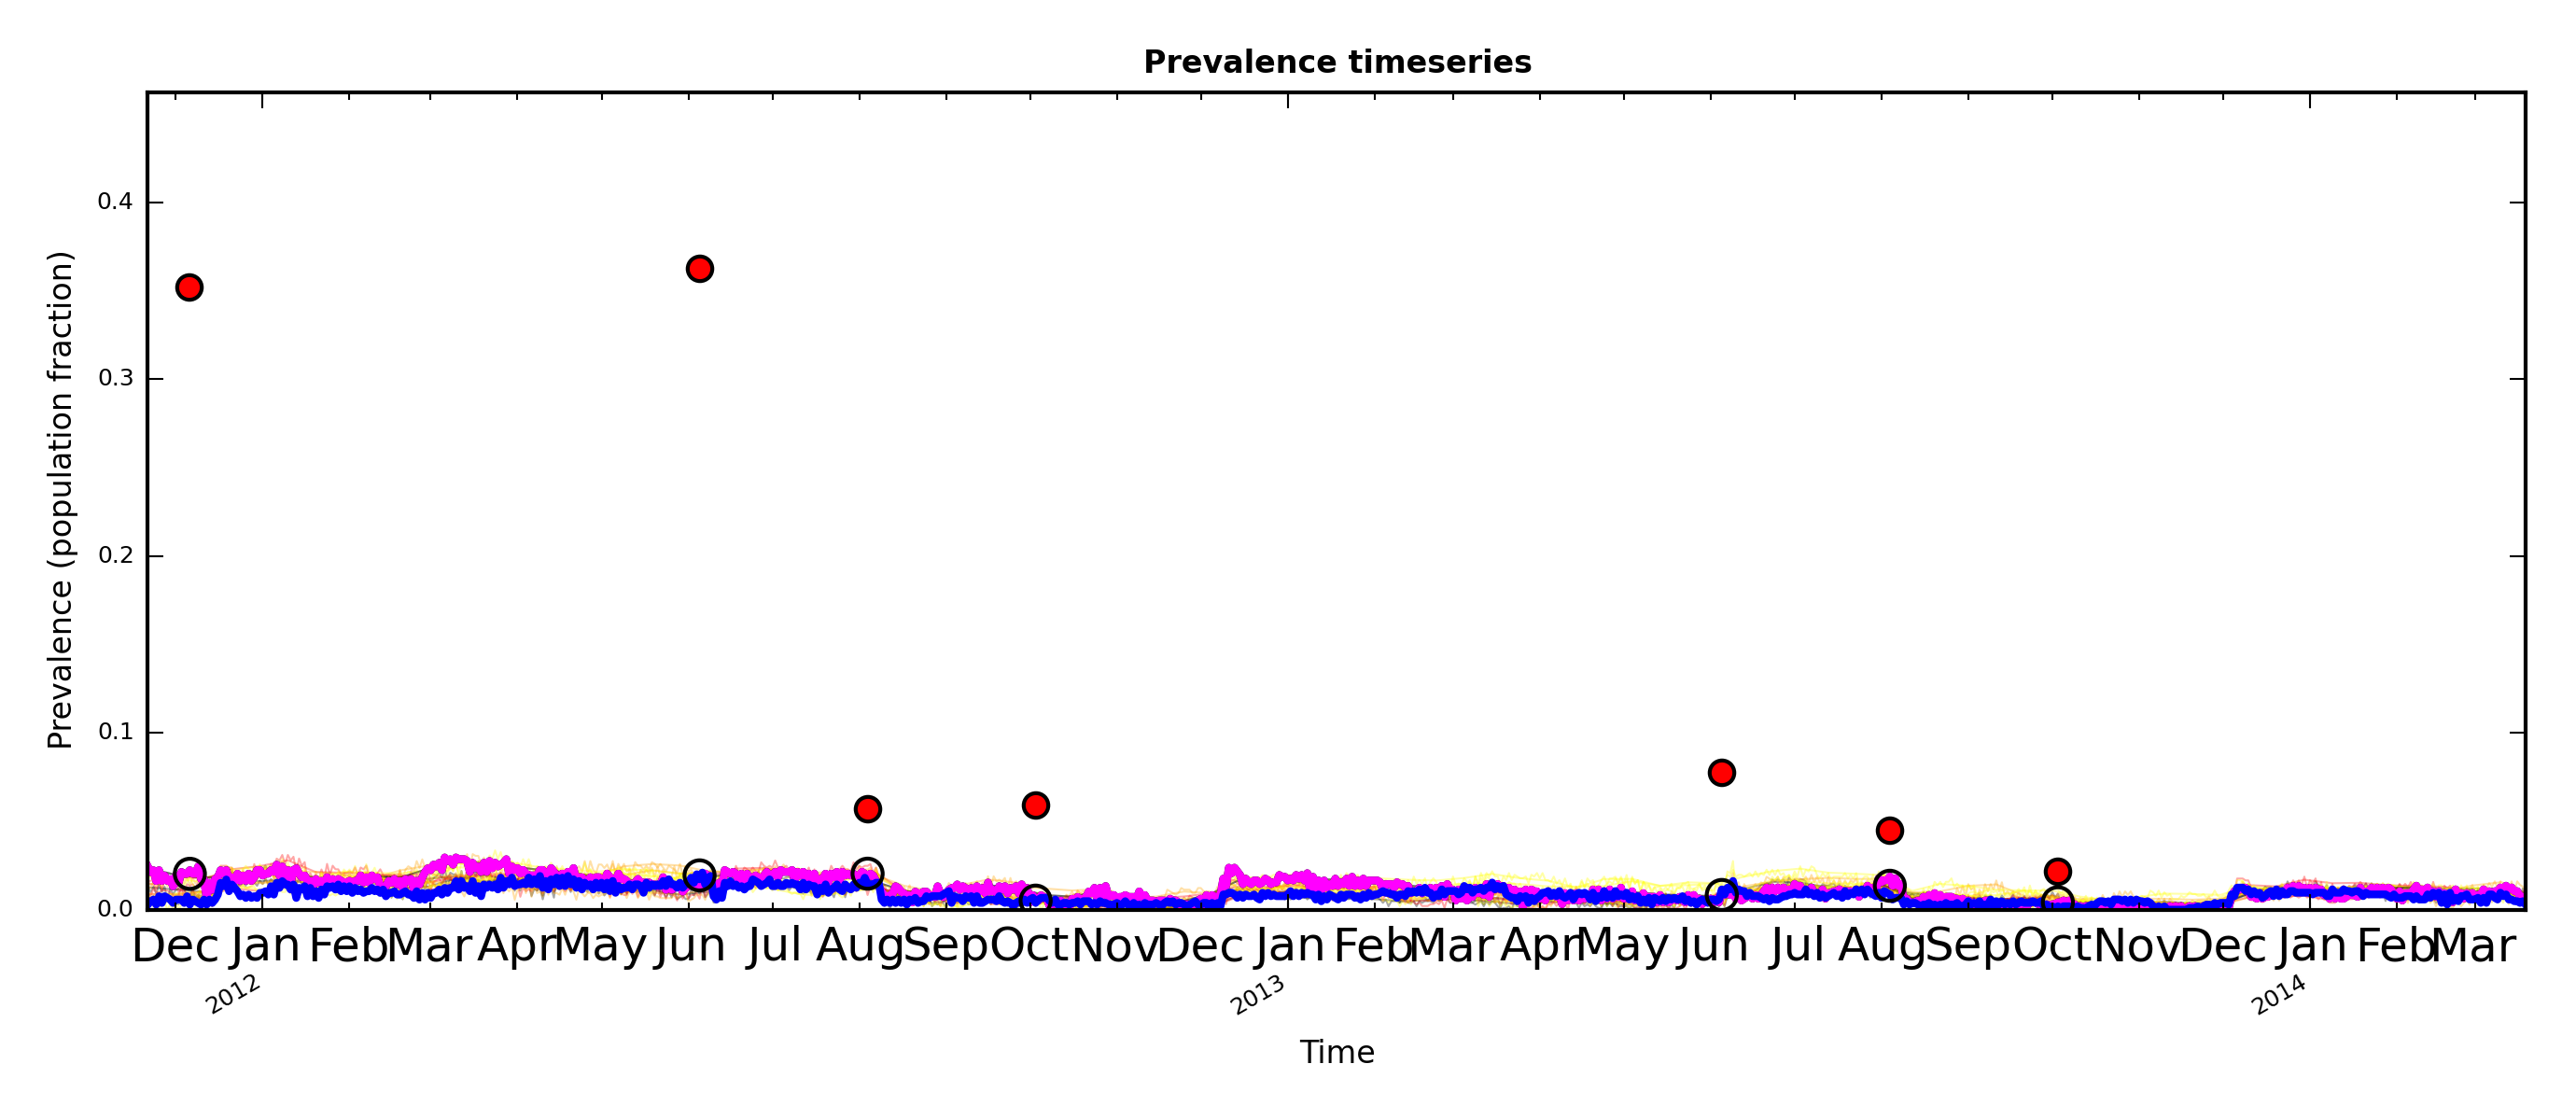 Prevalence timeseries
Prevalence (population fraction)
0.4
0.3
0.2
0.1
0.0
Dec Jan Feb Mar Apr May Jun Jul Aug Sep Oct Nov Dec Jan Feb Mar Apr May Jun Jul Aug Sep Oct Nov Dec Jan Feb Mar
2012 2013 2014
Time